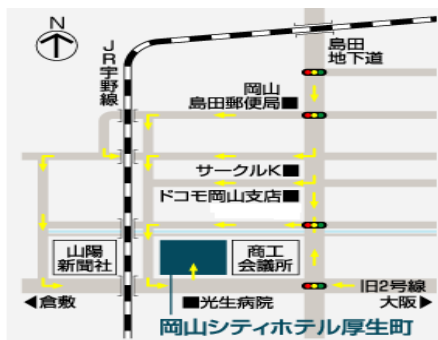 N
JR宇野線
島田
地下道
岡山
島田郵便局■
サークルK■
ドコモ岡山支店■
山陽
新聞社
商工
会議所
旧2号線
◀倉敷
■光生病院
大阪▶
岡山シティホテル厚生町